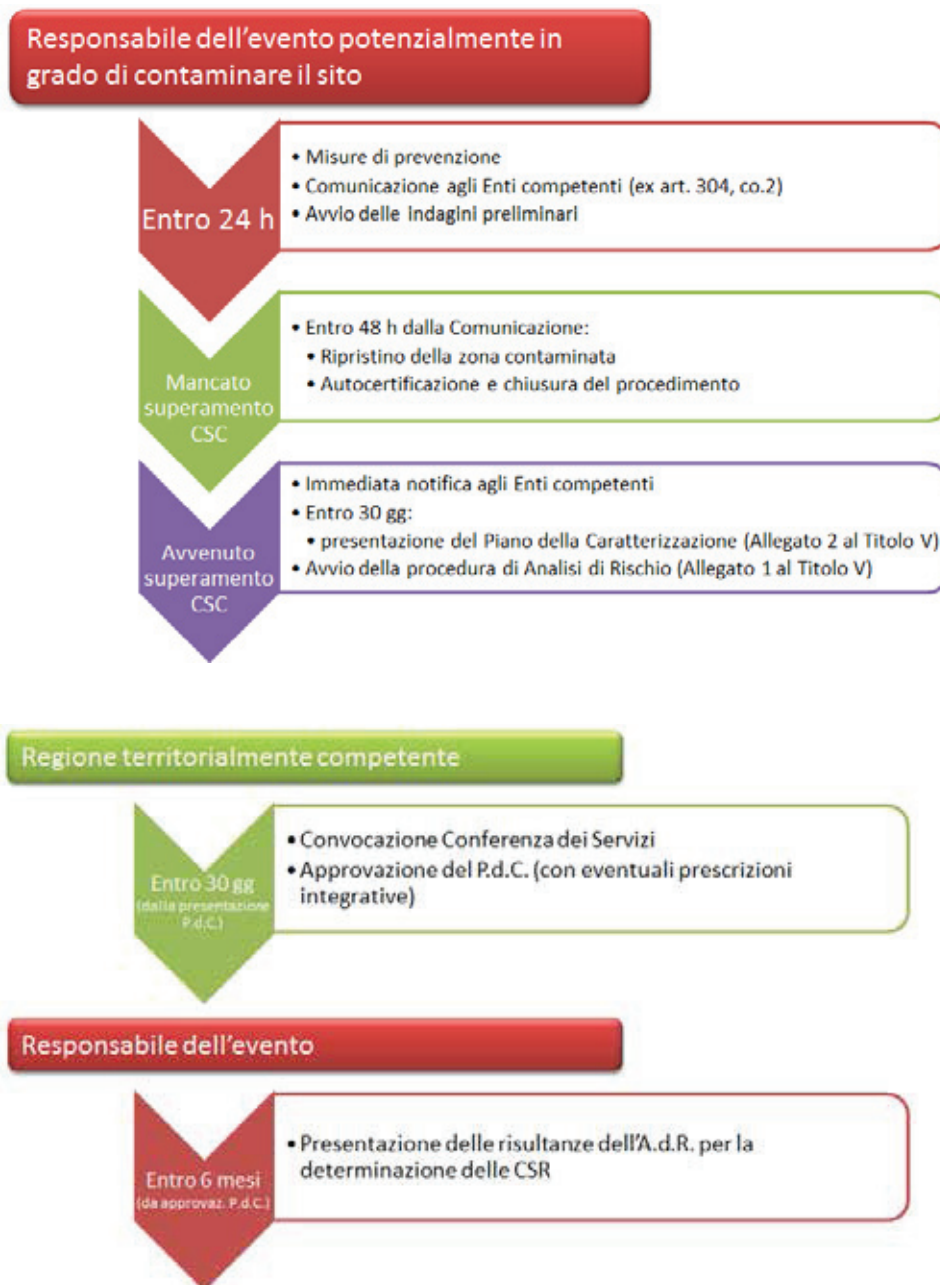 Responsabile dell'evento potenzialmente in
grado di contaminare il sito
Entro 24 h
• Misure di prevenzione
• Comunicazione agli Enti competenti (ex art. 304, co.2)
• Avvio delle indagini preliminari
Mancato
superamento
CSC
• Entro 48 h dalla Comunicazione:
• Ripristino della zona contaminata
• Autocertificazione e chiusura del procedimento
Avvenuto
superamento
CSC
• Immediata notifica agli Enti competenti
• Entro 30 gg:
• presentazione del Piano della Caratterizzazione (Allegato 2 al Titolo V)
• Avvio della procedura di Analisi di Rischio (Allegato 1 al Titolo V)
Regione territorialmente competente
Entro 30 gg
(dalla presentazione
P.d.C.)
• Convocazione Conferenza dei Servizi
• Approvazione del P.d.C. (con eventuali prescrizioni
integrative)
Responsabile dell'evento
Entro 6 mesi
(da approvaz. P.d.C.)
• Presentazione delle risultanze dell'A.d.R. per la
determinazione delle CSR